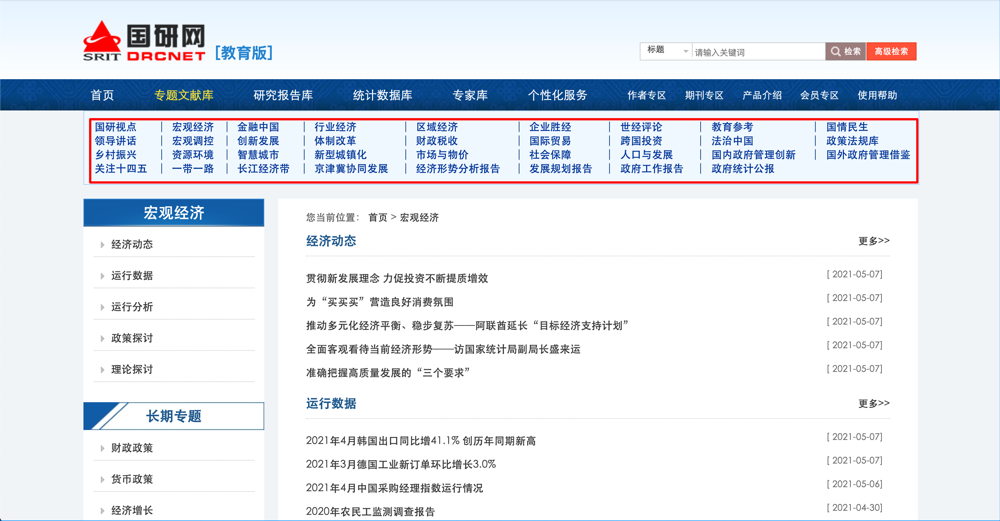 国研网
SRIT DRCNET [教育版]
标题 请输入关键词 检索 高级检索
首页 专题文献库 研究报告库 统计数据库 专家库 个性化服务 作者专区 期刊专区 产品介绍 会员专区 使用帮助
国研视点 | 宏观经济 | 金融中国 | 行业经济 | 区域经济 | 企业胜经 | 世经评论 | 教育参考 | 国情民生
领导讲话 | 宏观调控 | 创新发展 | 体制改革 | 财政税收 | 国际贸易 | 跨国投资 | 法治中国 | 政策法规库
乡村振兴 | 资源环境 | 智慧城市 | 新型城镇化 | 市场与物价 | 社会保障 | 人口与发展 | 国内政府管理创新 | 国外政府管理借鉴
关注十四五 | 一带一路 | 长江经济带 | 京津冀协同发展 | 经济形势分析报告 | 发展规划报告 | 政府工作报告 | 政府统计公报
宏观经济
经济动态
运行数据
运行分析
政策探讨
理论探讨
长期专题
财政政策
货币政策
经济增长
您当前位置： 首页 > 宏观经济
经济动态 更多>>
贯彻新发展理念 力促投资不断提质增效 [ 2021-05-07]
为“买买买”营造良好消费氛围 [ 2021-05-07]
推动多元化经济平衡、稳步复苏——阿联酋延长“目标经济支持计划” [ 2021-05-07]
全面客观看待当前经济形势——访国家统计局副局长盛来运 [ 2021-05-07]
准确把握高质量发展的“三个要求” [ 2021-05-07]
运行数据 更多>>
2021年4月韩国出口同比增41.1% 创历年同期新高 [ 2021-05-07]
2021年3月德国工业新订单环比增长3.0% [ 2021-05-07]
2021年4月中国采购经理指数运行情况 [ 2021-05-06]
2020年农民工监测调查报告 [ 2021-04-30]